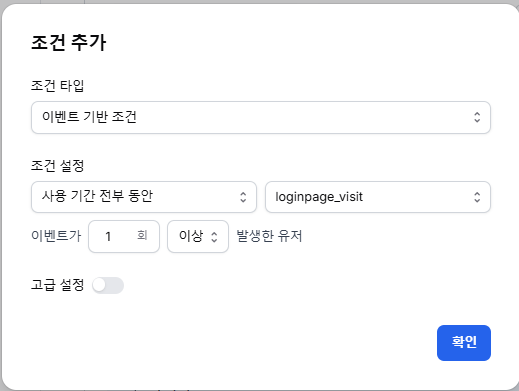 조건 추가
조건 타입
이벤트 기반 조건
조건 설정
사용 기간 전부 동안 loginpage_visit
이벤트가 1 회 이상 발생한 유저
고급 설정
확인